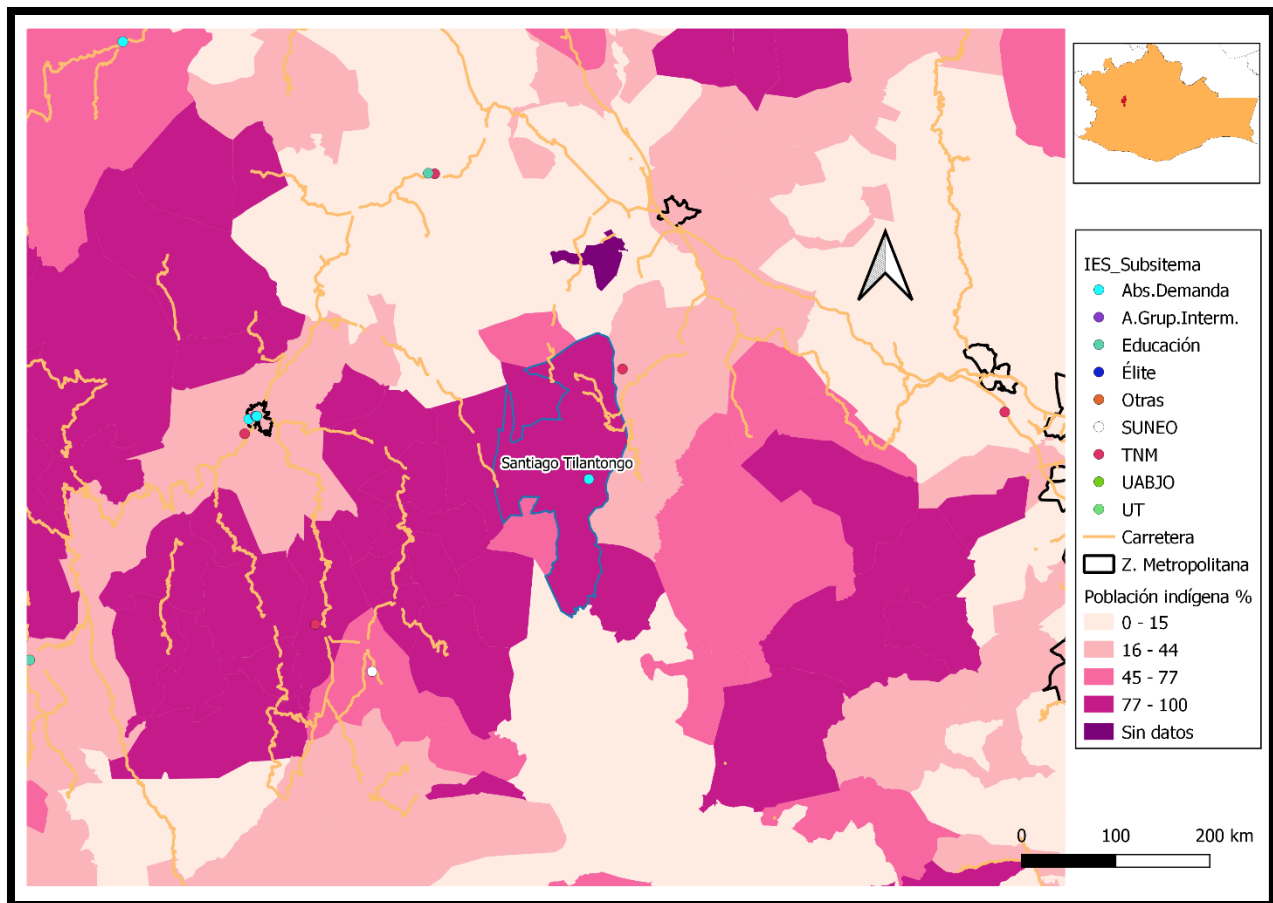 Santiago Tilantongo
IES_Subsitema
Abs.Demanda
A.Grup.Interm.
Educación
Élite
Otras
SUNEO
TNM
UABJO
UT
Carretera
Z. Metropolitana
Población indígena %
0 - 15
16 - 44
45 - 77
77 - 100
Sin datos
0 100 200 km